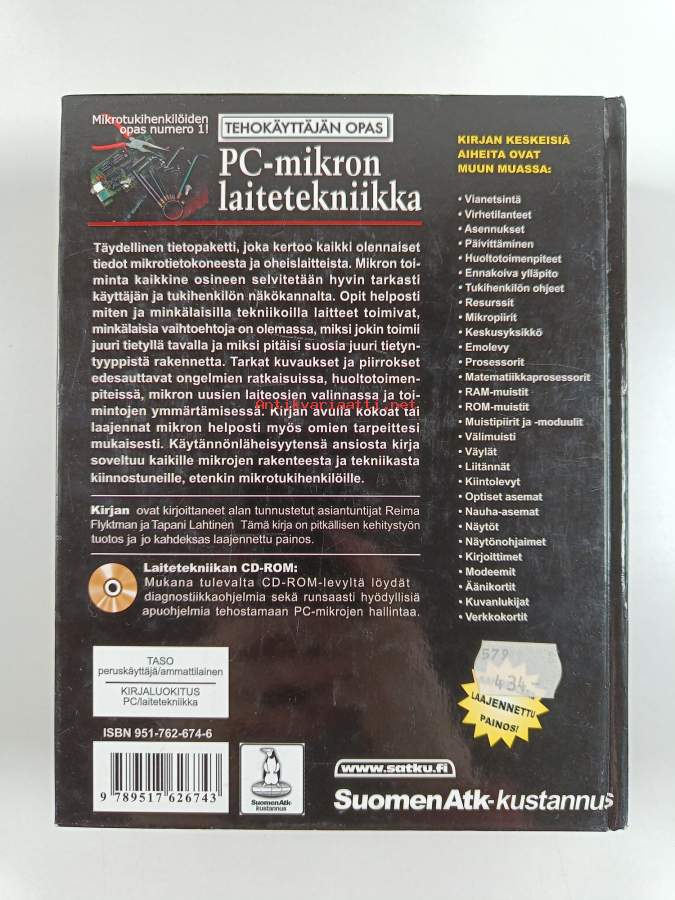 Mikrotukihenkilöiden
opas numero 1!
TEHOKÄYTTÄJÄN OPAS
PC-mikron
laitetekniikka
Täydellinen tietopaketti, joka kertoo kaikki olennaiset
tiedot mikrotietokoneesta ja oheislaitteista. Mikron toi-
minta kaikkine osineen selvitetään hyvin tarkasti
käyttäjän ja tukihenkilön näkökannalta. Opit helposti
miten ja minkälaisilla tekniikoilla laitteet toimivat,
minkälaisia vaihtoehtoja on olemassa, miksi jokin toimii
juuri tietyllä tavalla ja miksi pitäisi suosia juuri tietyn-
tyyppistä rakennetta. Tarkat kuvaukset ja piirrokset
edesauttavat ongelmien ratkaisuissa, huoltotoimen-
piteissä, mikron uusien laiteosien valinnassa ja toi-
mintojen ymmärtämisessä. Kirjan avulla kokoat tai
Antikvariaatti.net
laajennat mikron helposti myös omien tarpeittesi
mukaisesti. Käytännönläheisyytensä ansiosta kirja
soveltuu kaikille mikrojen rakenteesta ja tekniikasta
kiinnostuneille, etenkin mikrotukihenkilöille.
Kirjan ovat kirjoittaneet alan tunnustetut asiantuntijat Reima
Flyktman ja Tapani Lahtinen Tämä kirja on pitkällisen kehitystyön
tuotos ja jo kahdeksas laajennettu painos.
Laitetekniikan CD-ROM:
Mukana tulevalta CD-ROM-levyltä löydät
diagnostiikkaohjelmia sekä runsaasti hyödyllisiä
apuohjelmia tehostamaan PC-mikrojen hallintaa.
KIRJAN KESKEISIÄ
AIHEITA OVAT
MUUN MUASSA:
• Vianetsintä
• Virhetilanteet
• Asennukset
• Päivittäminen
• Huoltotoimenpiteet
• Ennakoiva ylläpito
• Tukihenkilön ohjeet
• Resurssit
• Mikropiirit
• Keskusyksikkö
• Emolevy
• Prosessorit
• Matematiikkaprosessorit
• RAM-muistit
• ROM-muistit
• Muistipiirit ja -moduulit
• Välimuisti
• Väylät
• Liitännät
• Kiintolevyt
• Optiset asemat
• Nauha-asemat
• Näytöt
• Näytönohjaimet
• Kirjoittimet
• Modeemit
• Äänikortit
• Kuvanlukijat
• Verkkokortit
579
434
LAAJENNETTU
PAINOS!
TASO
peruskäyttäjä/ammattilainen
KIRJALUOKITUS
PC/laitetekniikka
ISBN 951-762-674-6
9 789517 626743
SuomenAtk
kustannus
www.satku.fi
SuomenAtk-kustannus